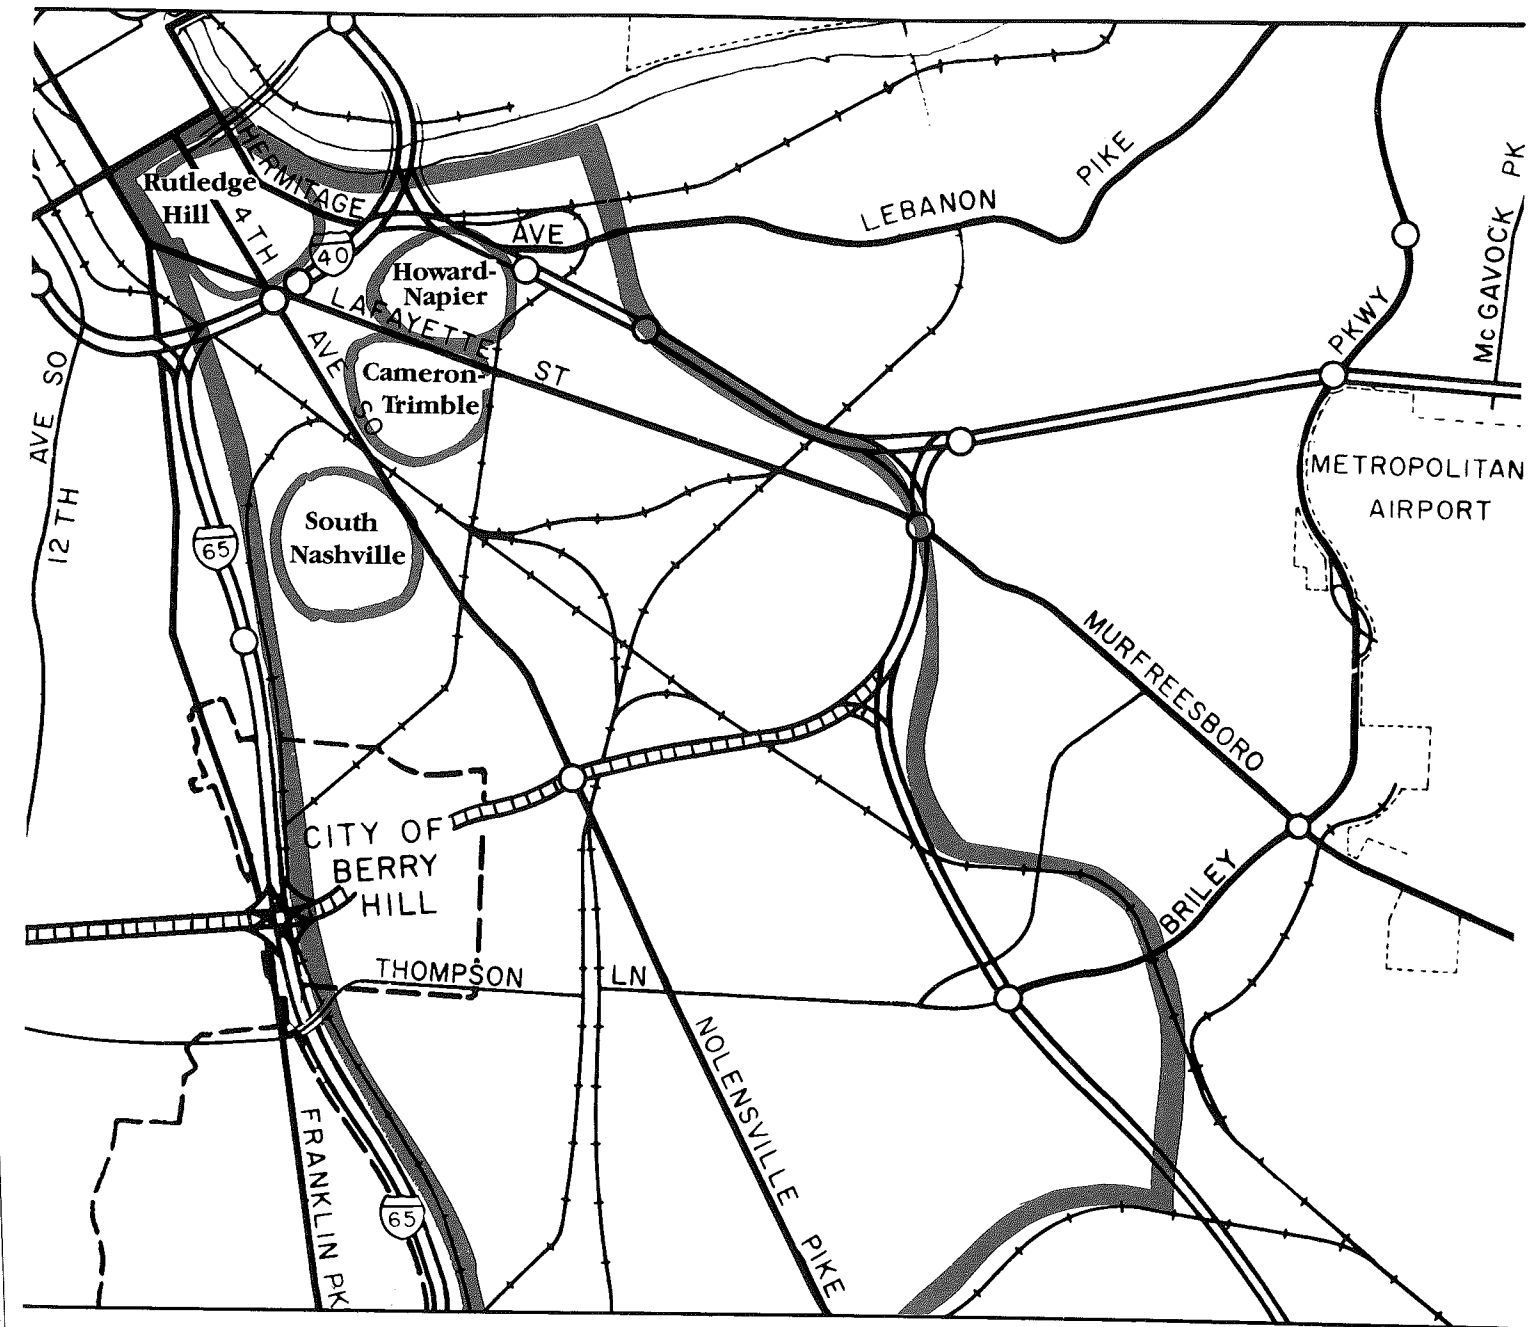 Rutledge
Hill
HERMITAGE
AVE
4 TH
AVE
SO
40
Howard-
Napier
LAFAYETTE
ST
Cameron-
Trimble
South
Nashville
LEBANON
PIKE
PKWY
McGAVOCK PK
METROPOLITAN
AIRPORT
AVE SO
12 TH
65
MURFREESBORO
BRILEY
CITY OF
BERRY
HILL
THOMPSON
LN
NOLENSVILLE
PIKE
FRANKLIN PK
65